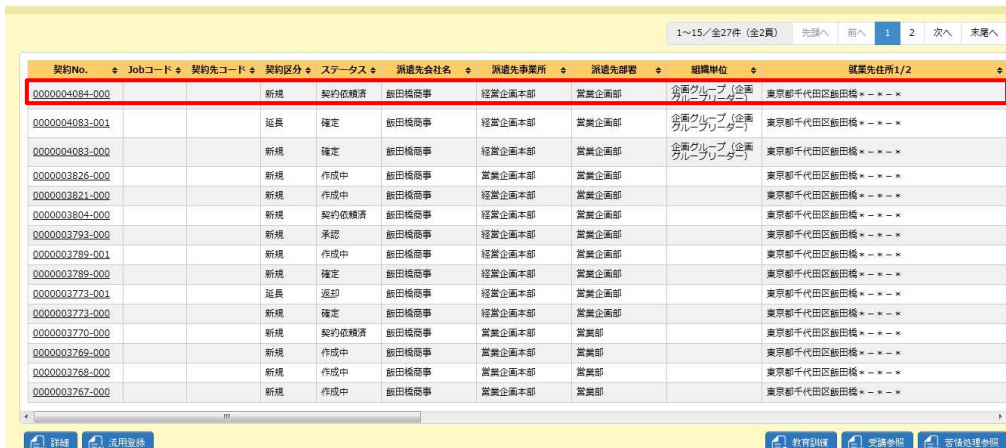 1～15／全27件（全2頁） 先頭へ 前へ 1 2 次へ 末尾へ
契約No. Jobコード 契約先コード 契約区分 ステータス 派遣先会社名 派遣先事業所 派遣先部署 組織単位 就業先住所1/2
0000004084-000 新規 契約依頼済 飯田橋商事 経営企画本部 営業企画部 企画グループ（企画グループリーダー） 東京都千代田区飯田橋＊－＊－＊
0000004083-001 延長 確定 飯田橋商事 経営企画本部 営業企画部 企画グループ（企画グループリーダー） 東京都千代田区飯田橋＊－＊－＊
0000004083-000 新規 確定 飯田橋商事 経営企画本部 営業企画部 企画グループ（企画グループリーダー） 東京都千代田区飯田橋＊－＊－＊
0000003826-000 新規 作成中 飯田橋商事 営業企画本部 営業企画部 東京都千代田区飯田橋＊－＊－＊
0000003821-000 新規 作成中 飯田橋商事 経営企画本部 営業企画部 東京都千代田区飯田橋＊－＊－＊
0000003804-000 新規 契約依頼済 飯田橋商事 経営企画本部 営業企画部 東京都千代田区飯田橋＊－＊－＊
0000003793-000 新規 承認 飯田橋商事 経営企画本部 営業企画部 東京都千代田区飯田橋＊－＊－＊
0000003789-001 新規 作成中 飯田橋商事 経営企画本部 営業企画部 東京都千代田区飯田橋＊－＊－＊
0000003789-000 新規 確定 飯田橋商事 経営企画本部 営業企画部 東京都千代田区飯田橋＊－＊－＊
0000003773-001 延長 返却 飯田橋商事 経営企画本部 営業企画部 東京都千代田区飯田橋＊－＊－＊
0000003773-000 新規 確定 飯田橋商事 経営企画本部 営業企画部 東京都千代田区飯田橋＊－＊－＊
0000003770-000 新規 契約依頼済 飯田橋商事 営業企画本部 営業部 東京都千代田区飯田橋＊－＊－＊
0000003769-000 新規 作成中 飯田橋商事 営業企画本部 営業部 東京都千代田区飯田橋＊－＊－＊
0000003768-000 新規 作成中 飯田橋商事 営業企画本部 営業部 東京都千代田区飯田橋＊－＊－＊
0000003767-000 新規 作成中 飯田橋商事 営業企画本部 営業部 東京都千代田区飯田橋＊－＊－＊
詳細 流用登録 教育訓練 受講参照 苦情処理参照